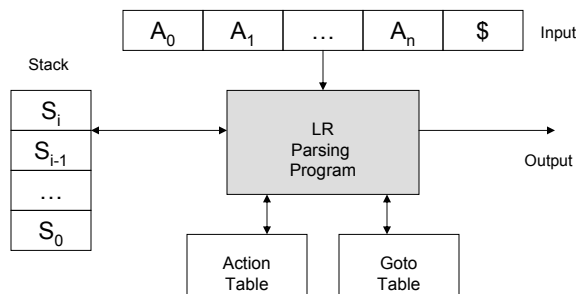 A0 A1 … An $ Input
Stack
Si
Si-1
…
S0
LR
Parsing
Program
Output
Action
Table
Goto
Table